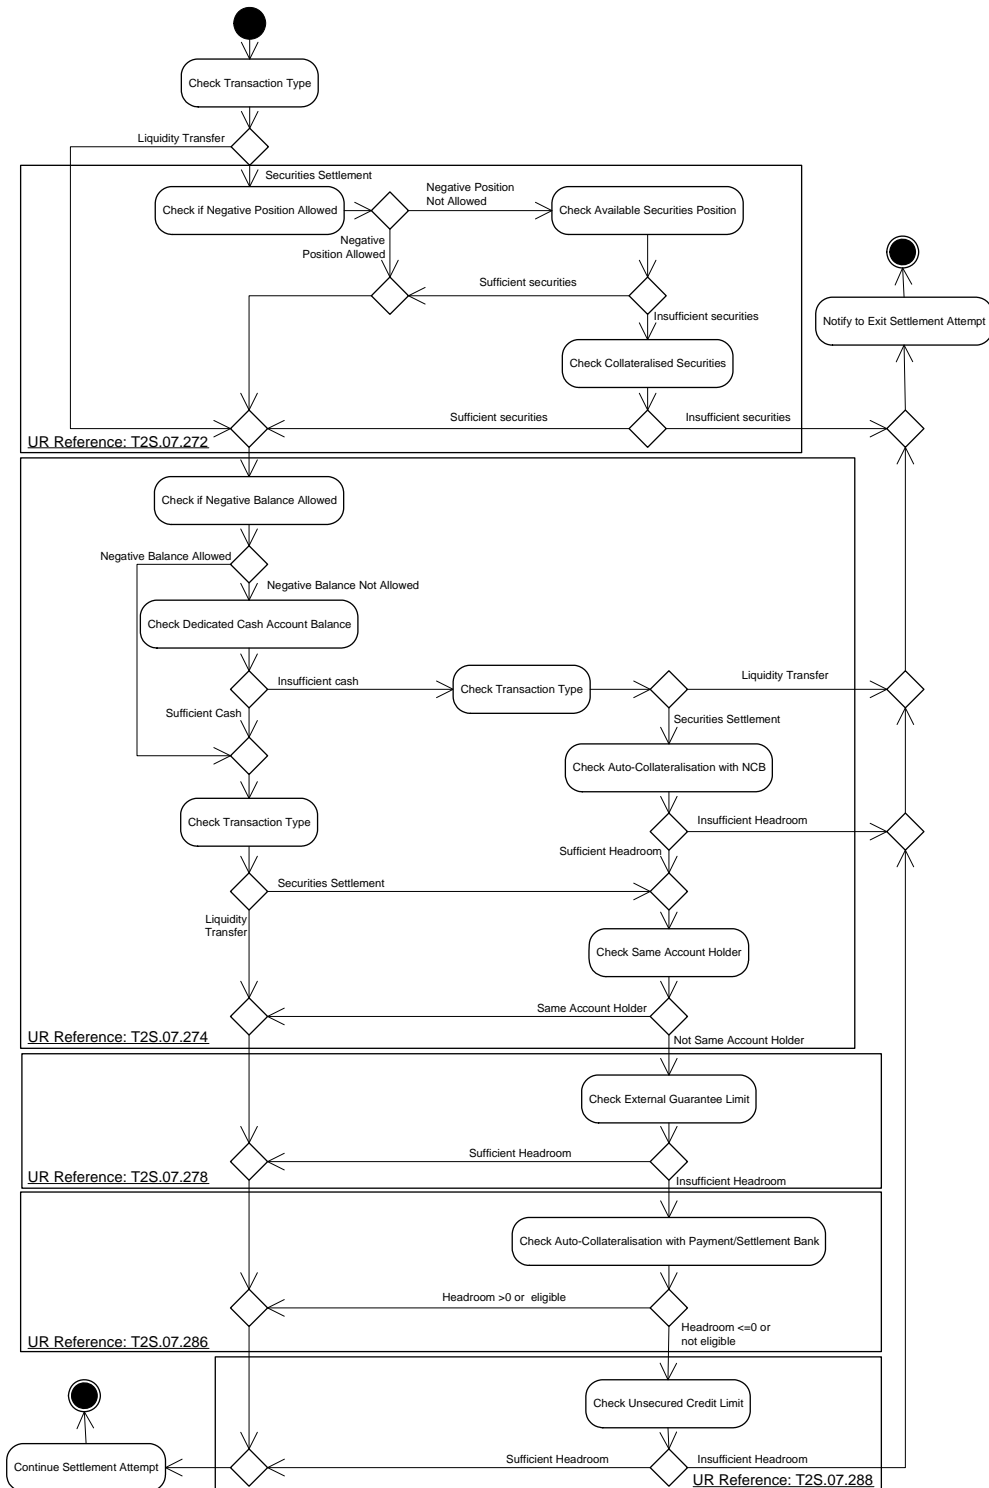 Check Transaction Type
Liquidity Transfer
Securities Settlement
Check if Negative Position Allowed
Negative Position
Not Allowed
Check Available Securities Position
Negative
Position Allowed
Sufficient securities
Insufficient securities
Notify to Exit Settlement Attempt
Check Collateralised Securities
Sufficient securities
Insufficient securities
UR Reference: T2S.07.272
Check if Negative Balance Allowed
Negative Balance Allowed
Negative Balance Not Allowed
Check Dedicated Cash Account Balance
Insufficient cash
Check Transaction Type
Liquidity Transfer
Sufficient Cash
Securities Settlement
Check Auto-Collateralisation with NCB
Check Transaction Type
Insufficient Headroom
Sufficient Headroom
Securities Settlement
Liquidity
Transfer
Check Same Account Holder
Same Account Holder
UR Reference: T2S.07.274
Not Same Account Holder
Check External Guarantee Limit
Sufficient Headroom
UR Reference: T2S.07.278
Insufficient Headroom
Check Auto-Collateralisation with Payment/Settlement Bank
Headroom >0 or eligible
Headroom <=0 or
not eligible
UR Reference: T2S.07.286
Check Unsecured Credit Limit
Continue Settlement Attempt
Sufficient Headroom
Insufficient Headroom
UR Reference: T2S.07.288